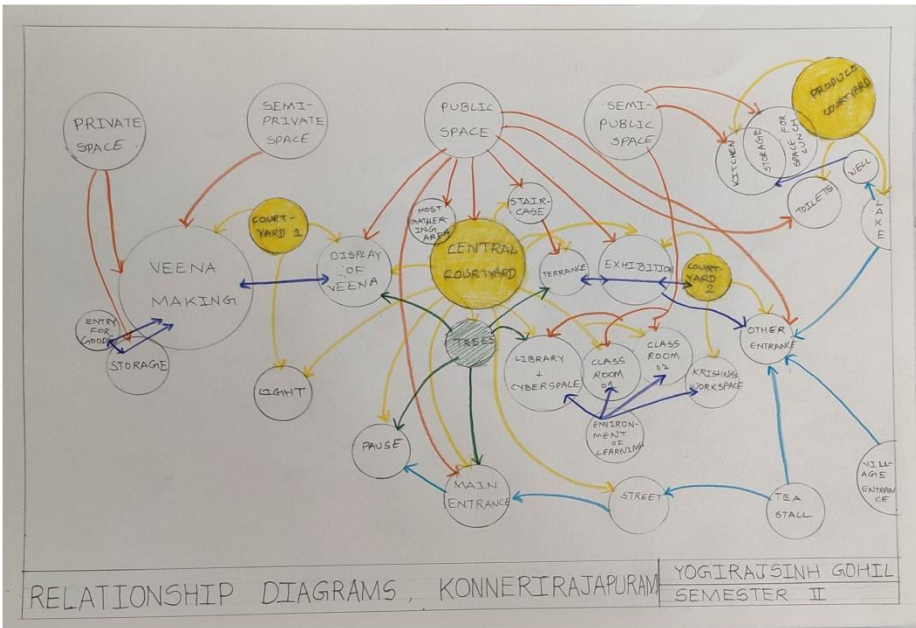 PRIVATE
SPACE
SEMI-
PRIVATE
SPACE
PUBLIC
SPACE
SEMI-
PUBLIC
SPACE
PRODUCE
COURTYARD
KITCHEN
STORAGE
SPACE FOR
LUNCH
WELL
TOILETS
LAKE
COURT-
YARD 1
MOST
GATHER-
ING
AREA
STAIR-
CASE
VEENA
MAKING
DISPLAY
OF
VEENA
CENTRAL
COURTYARD
TERRANCE
EXHIBITION
COURT-
YARD
2
ENTRY
FOR
GOODS
STORAGE
LIGHT
TREES
LIBRARY
+
CYBERSPACE
CLASS
ROOM
01
CLASS
ROOM 02
KRISHNA'S
WORKSPACE
OTHER
ENTRANCE
ENVIRON-
MENT
OF
LEARNING
PAUSE
MAIN
ENTRANCE
STREET
TEA
STALL
VILL-
AGE
ENTRAN
CE
RELATIONSHIP DIAGRAMS, KONNERIRAJAPURAM
YOGIRAJSINH GOHIL
SEMESTER II